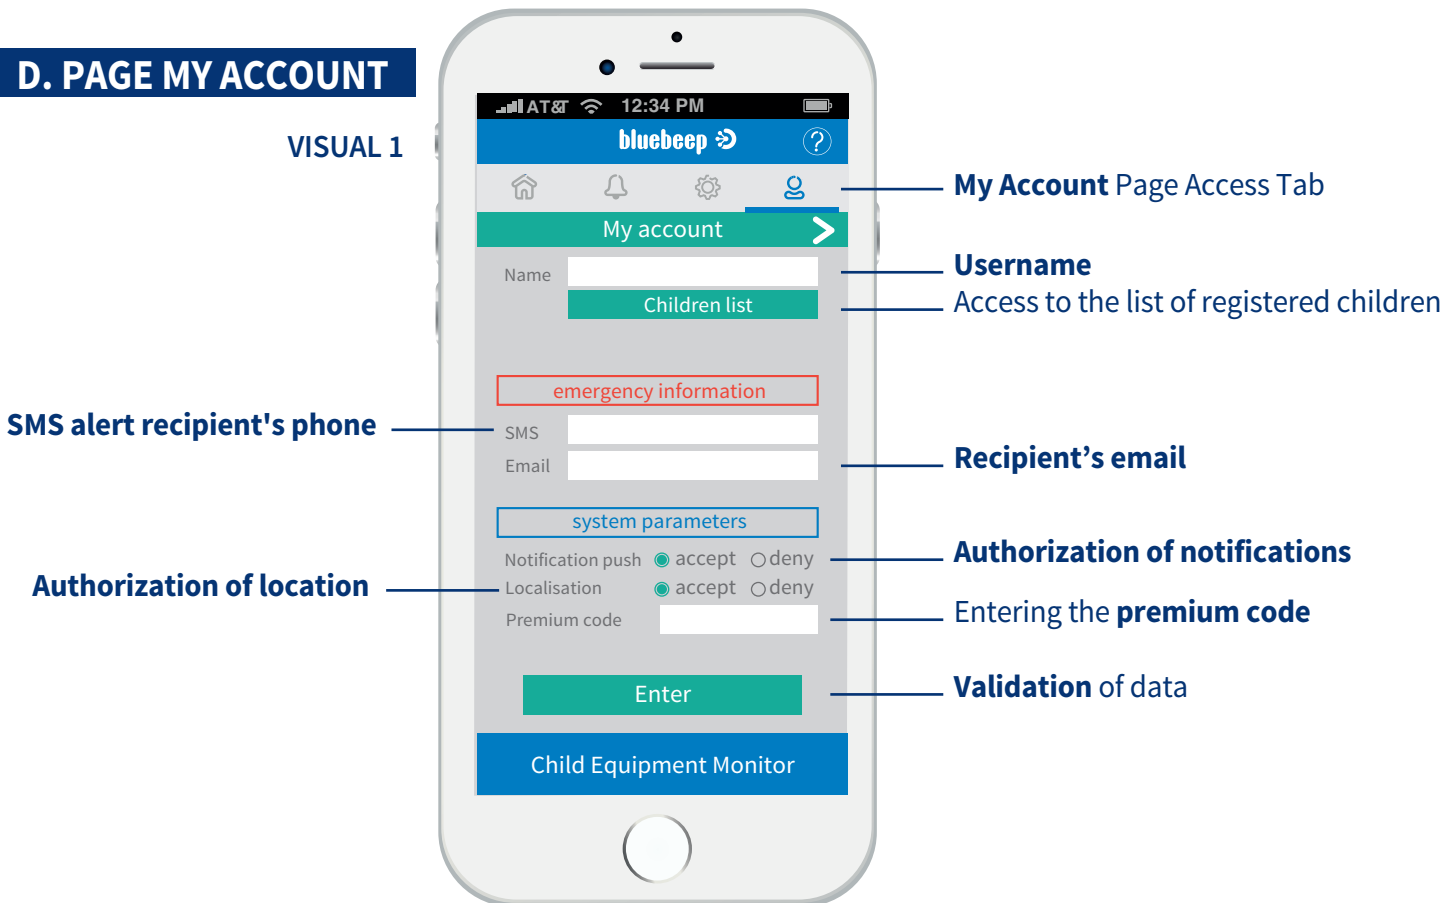 D. PAGE MY ACCOUNT
VISUAL 1
AT&T 12:34 PM
bluebeep
?
My Account Page Access Tab
My account
Name
Username
Children list
Access to the list of registered children
emergency information
SMS alert recipient's phone
SMS
Email
Recipient’s email
system parameters
Notification push accept deny
Authorization of notifications
Authorization of location
Localisation accept deny
Premium code
Entering the premium code
Enter
Validation of data
Child Equipment Monitor